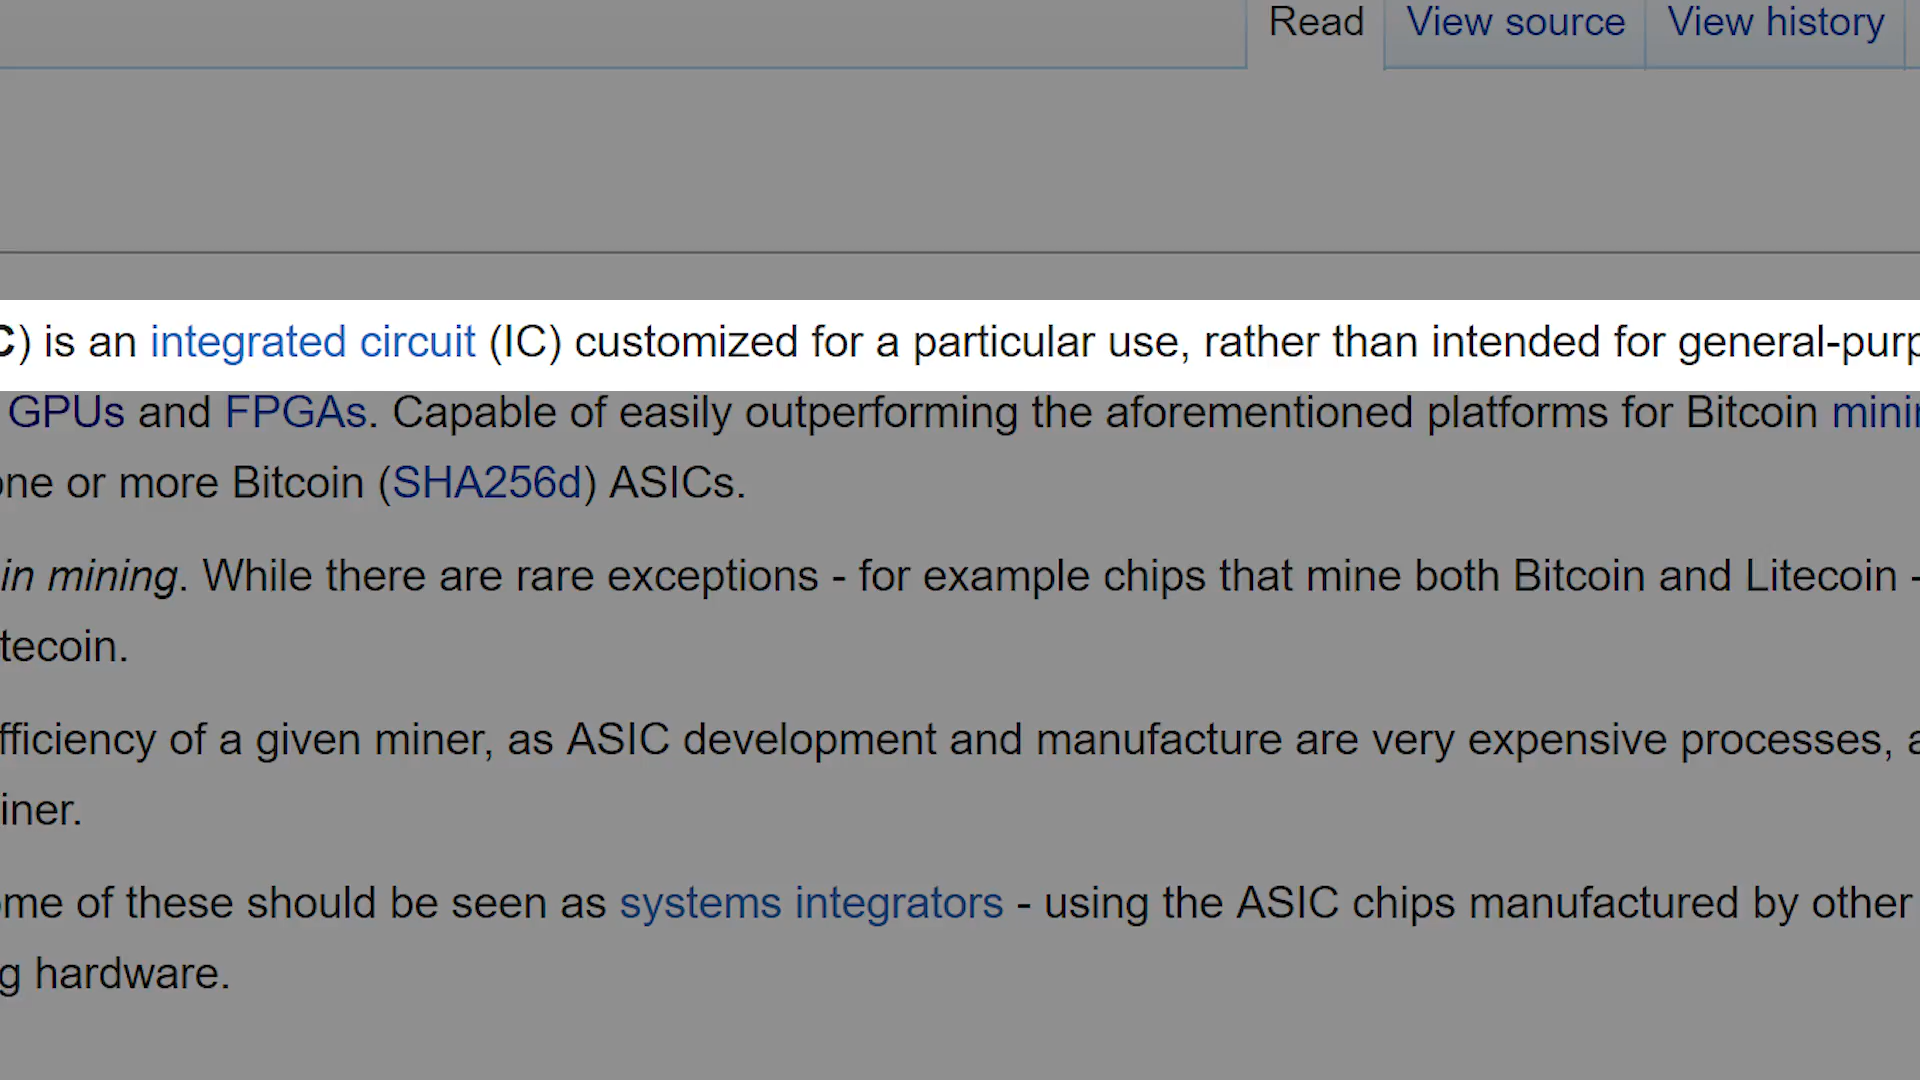 Read View source View history
) is an integrated circuit (IC) customized for a particular use, rather than intended for general-purp
GPUs and FPGAs. Capable of easily outperforming the aforementioned platforms for Bitcoin minin
one or more Bitcoin (SHA256d) ASICs.
in mining. While there are rare exceptions - for example chips that mine both Bitcoin and Litecoin -
tecoin.
fficiency of a given miner, as ASIC development and manufacture are very expensive processes, a
iner.
ome of these should be seen as systems integrators - using the ASIC chips manufactured by other
g hardware.